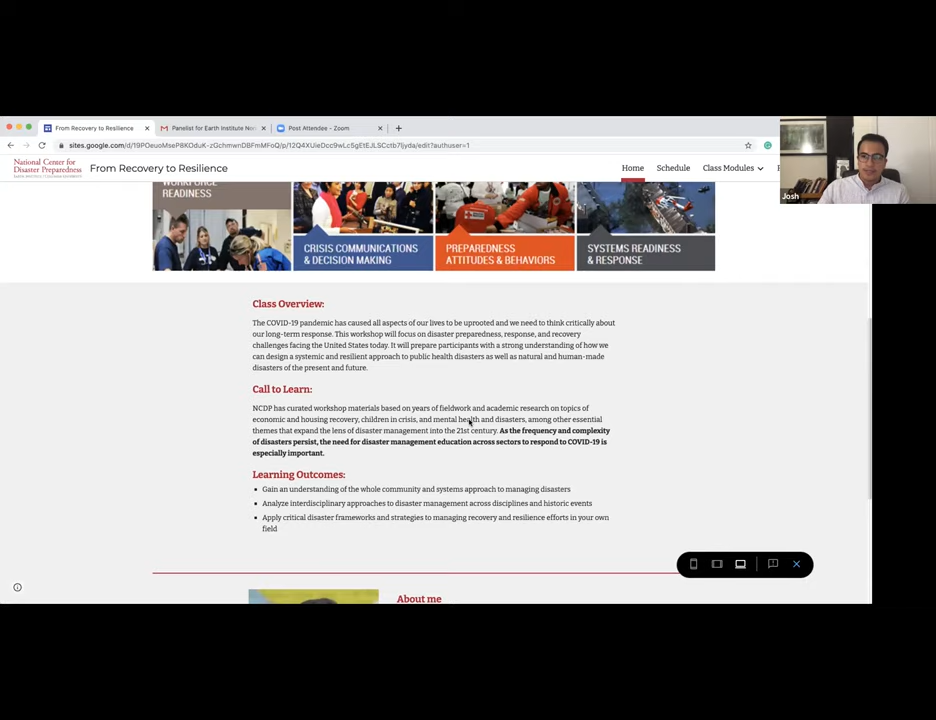 From Recovery to Resilience
Panelist for Earth Institute Nor
Post Attendee - Zoom
sites.google.com/d/19POeuoMseP8KOduK-zGchmwnDBFmMFoQ/p/12Q4XUieOcc9wLc5gEtEJLSCctb7ljyda/edit?authuser=1
National Center for
Disaster Preparedness
From Recovery to Resilience
Home
Schedule
Class Modules
Josh
WORKFORCE
READINESS
CRISIS COMMUNICATIONS
& DECISION MAKING
PREPAREDNESS
ATTITUDES & BEHAVIORS
SYSTEMS READINESS
& RESPONSE
Class Overview:
The COVID-19 pandemic has caused all aspects of our lives to be uprooted and we need to think critically about
our long-term response. This workshop will focus on disaster preparedness, response, and recovery
challenges facing the United States today. It will prepare participants with a strong understanding of how we
can design a systemic and resilient approach to public health disasters as well as natural and human-made
disasters of the present and future.
Call to Learn:
NCDP has curated workshop materials based on years of fieldwork and academic research on topics of
economic and housing recovery, children in crisis, and mental health and disasters, among other essential
themes that expand the lens of disaster management into the 21st century. As the frequency and complexity
of disasters persist, the need for disaster management education across sectors to respond to COVID-19 is
especially important.
Learning Outcomes:
• Gain an understanding of the whole community and systems approach to managing disasters
• Analyze interdisciplinary approaches to disaster management across disciplines and historic events
• Apply critical disaster frameworks and strategies to managing recovery and resilience efforts in your own
field
About me